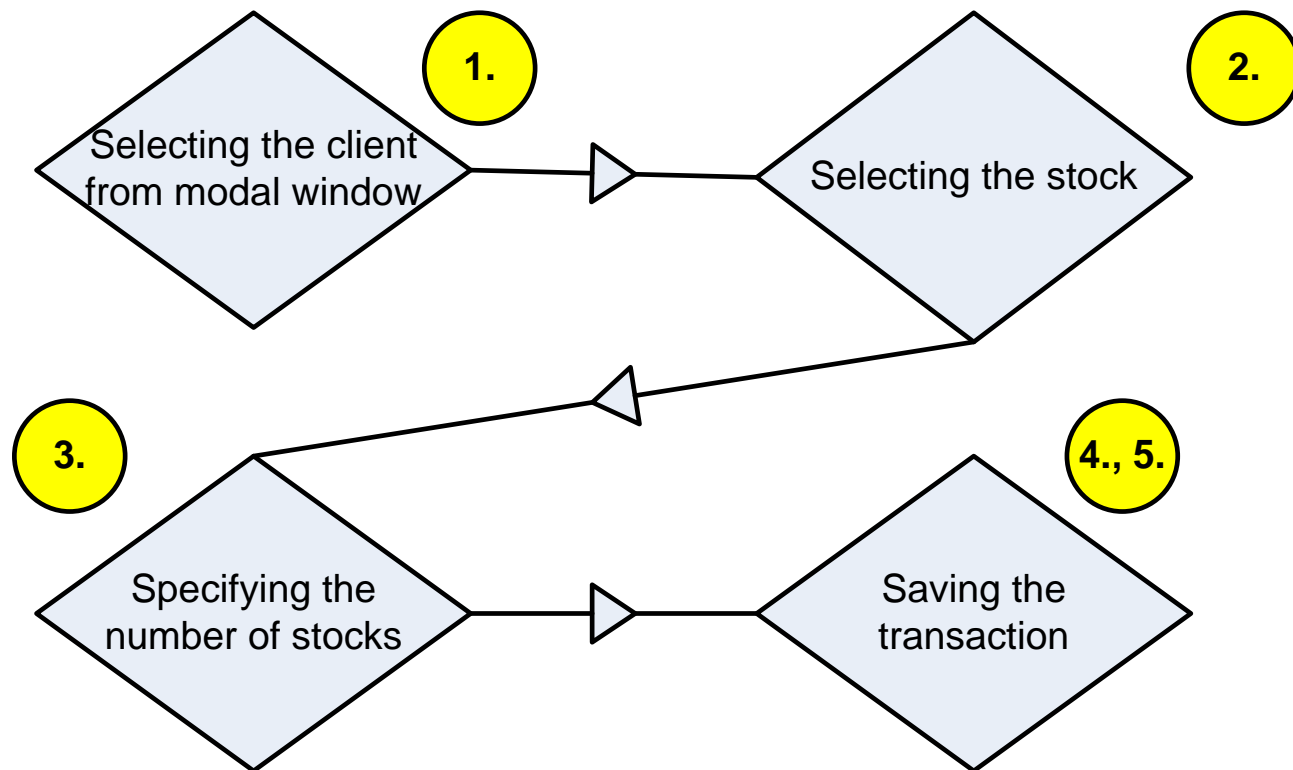 1.
2.
Selecting the client
from modal window
Selecting the stock
3.
4., 5.
Specifying the
number of stocks
Saving the
transaction